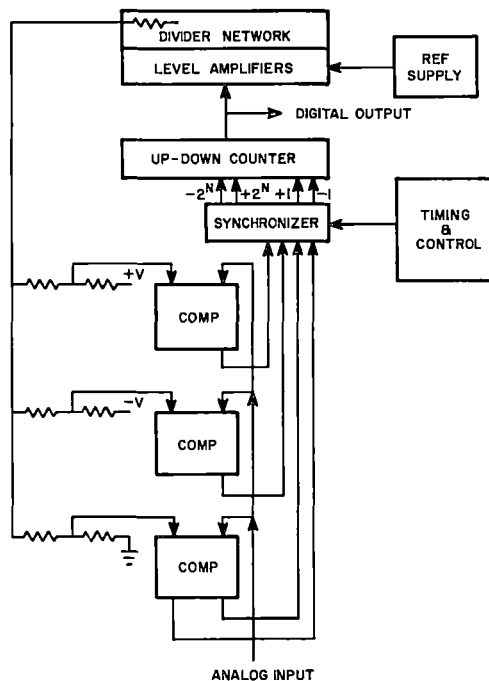 DIVIDER NETWORK
LEVEL AMPLIFIERS
REF
SUPPLY
DIGITAL OUTPUT
UP-DOWN COUNTER
-2^N +2^N +1 -1
SYNCHRONIZER
TIMING
&
CONTROL
+V
COMP
-V
COMP
COMP
ANALOG INPUT